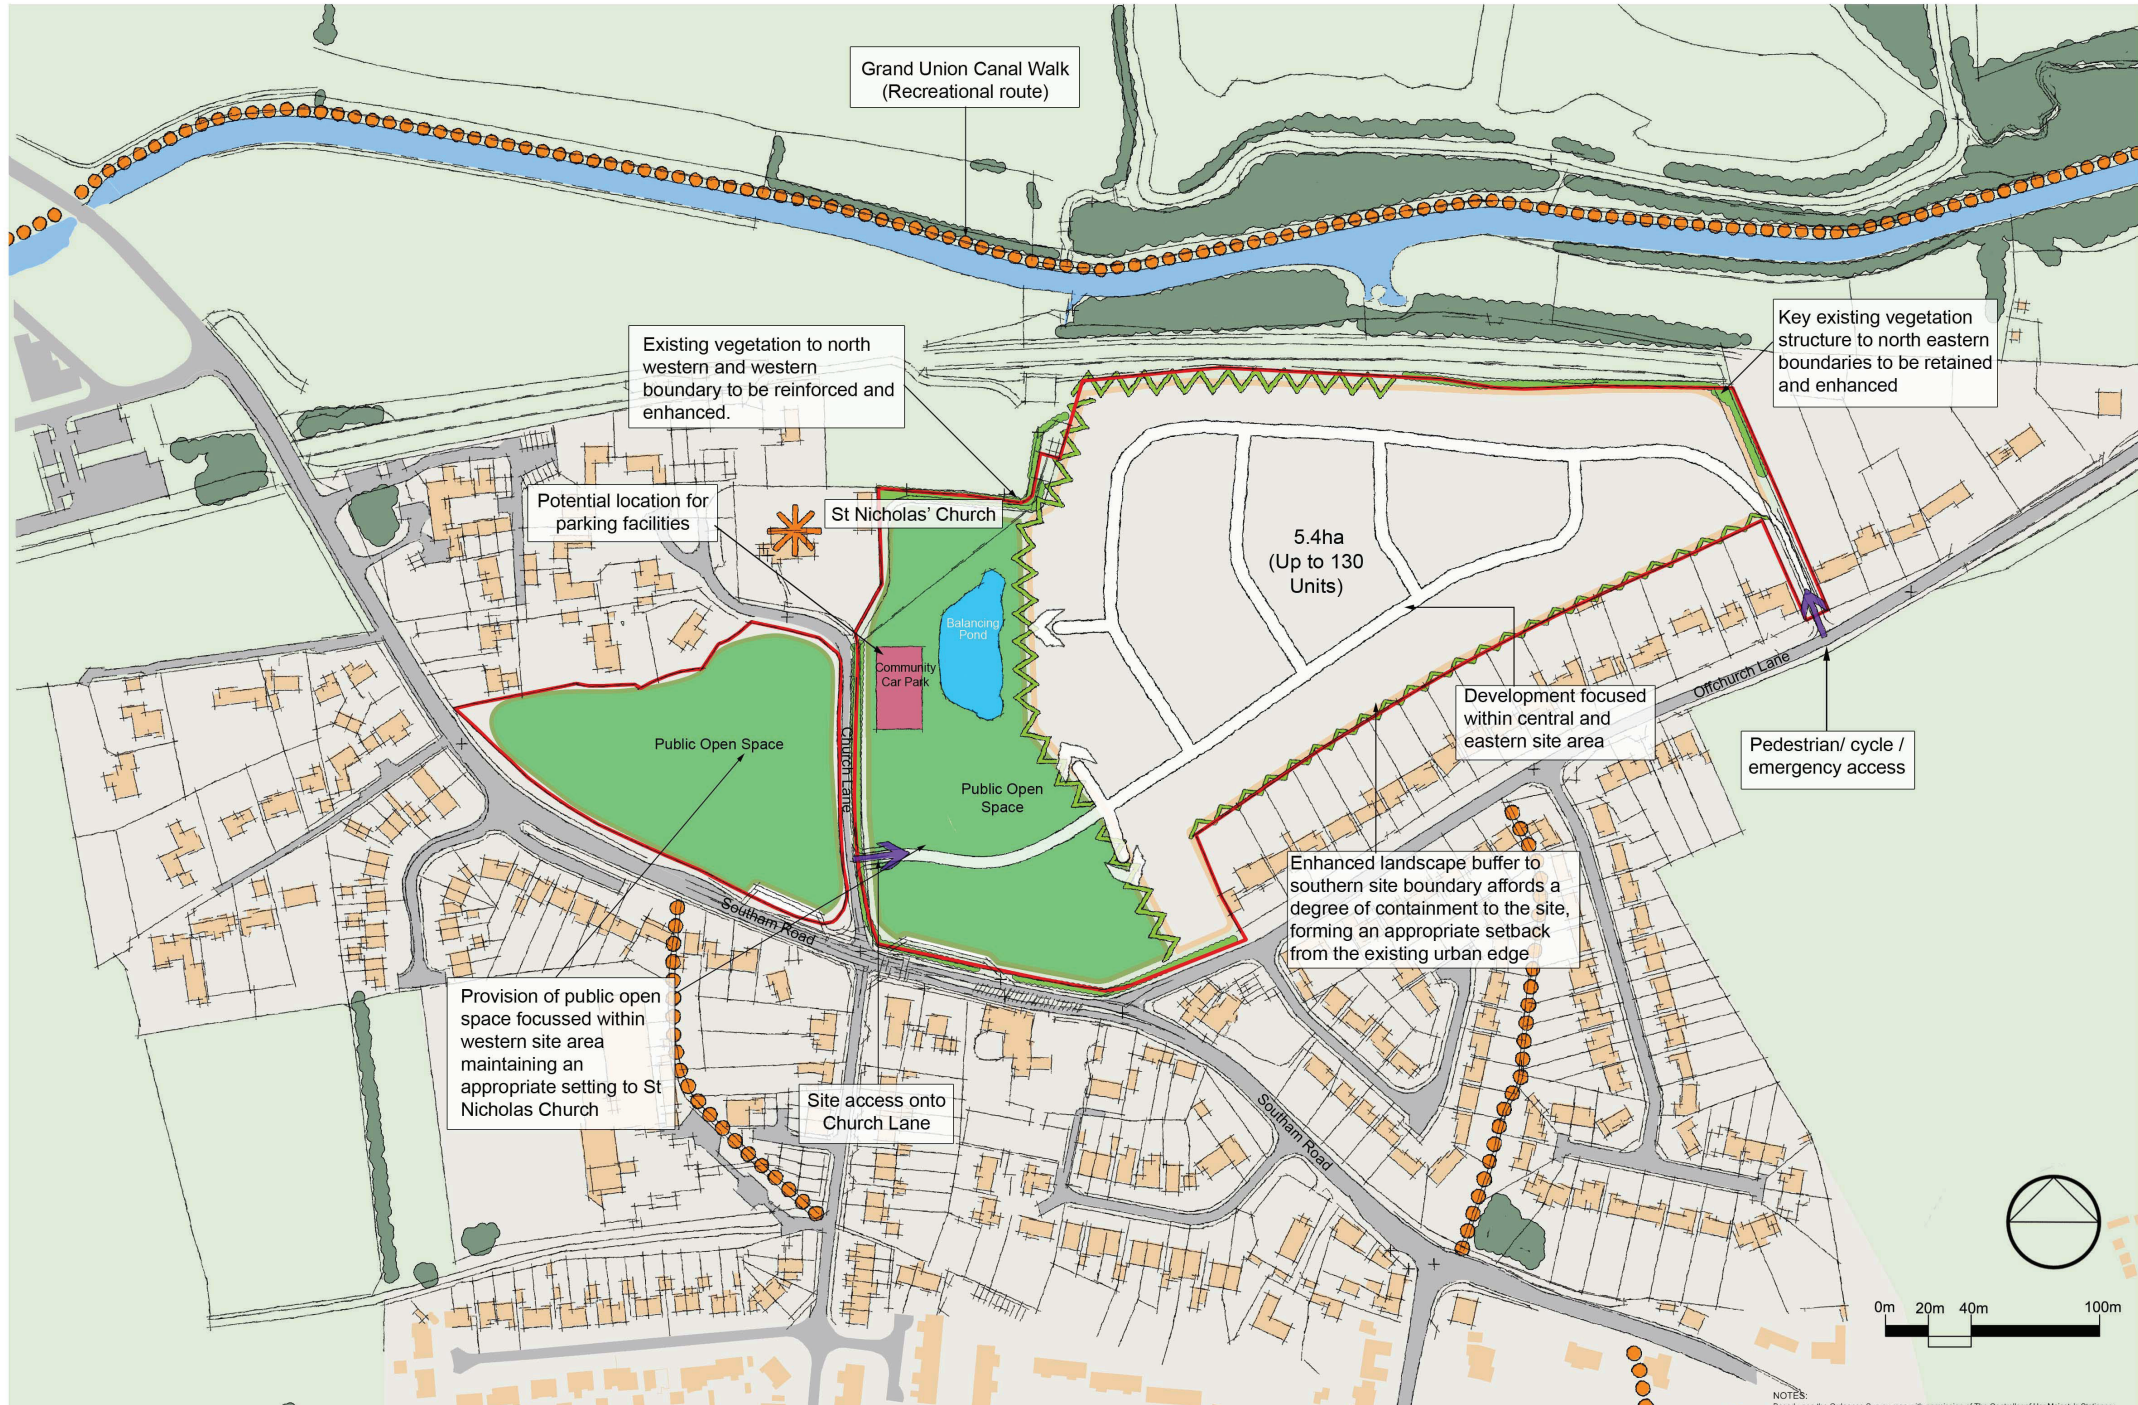 Grand Union Canal Walk
(Recreational route)
Key existing vegetation
structure to north eastern
boundaries to be retained
and enhanced
Existing vegetation to north
western and western
boundary to be reinforced and
enhanced.
Potential location for
parking facilities
St Nicholas' Church
5.4ha
(Up to 130
Units)
Balancing
Pond
Community
Car Park
Offchurch Lane
Development focused
within central and
eastern site area
Pedestrian/ cycle /
emergency access
Public Open Space
Church Lane
Public Open
Space
Enhanced landscape buffer to
southern site boundary affords a
degree of containment to the site,
forming an appropriate setback
from the existing urban edge
Southam Road
Provision of public open
space focussed within
western site area
maintaining an
appropriate setting to St
Nicholas Church
Site access onto
Church Lane
Southam Road
0m 20m 40m 100m
NOTES: